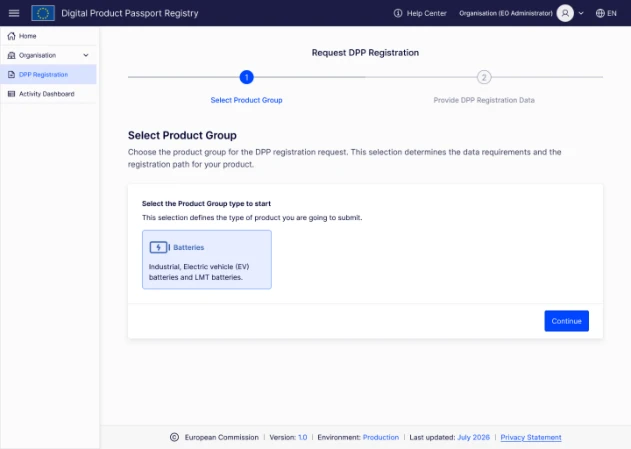 Digital Product Passport Registry
Help Center
Organisation (EO Administrator)
EN
Home
Organisation
DPP Registration
Activity Dashboard
Request DPP Registration
1
2
Select Product Group
Provide DPP Registration Data
Select Product Group
Choose the product group for the DPP registration request. This selection determines the data requirements and the
registration path for your product.
Select the Product Group type to start
This selection defines the type of product you are going to submit.
Batteries
Industrial, Electric vehicle (EV)
batteries and LMT batteries.
Continue
© European Commission | Version: 1.0 | Environment: Production | Last updated: July 2026 | Privacy Statement